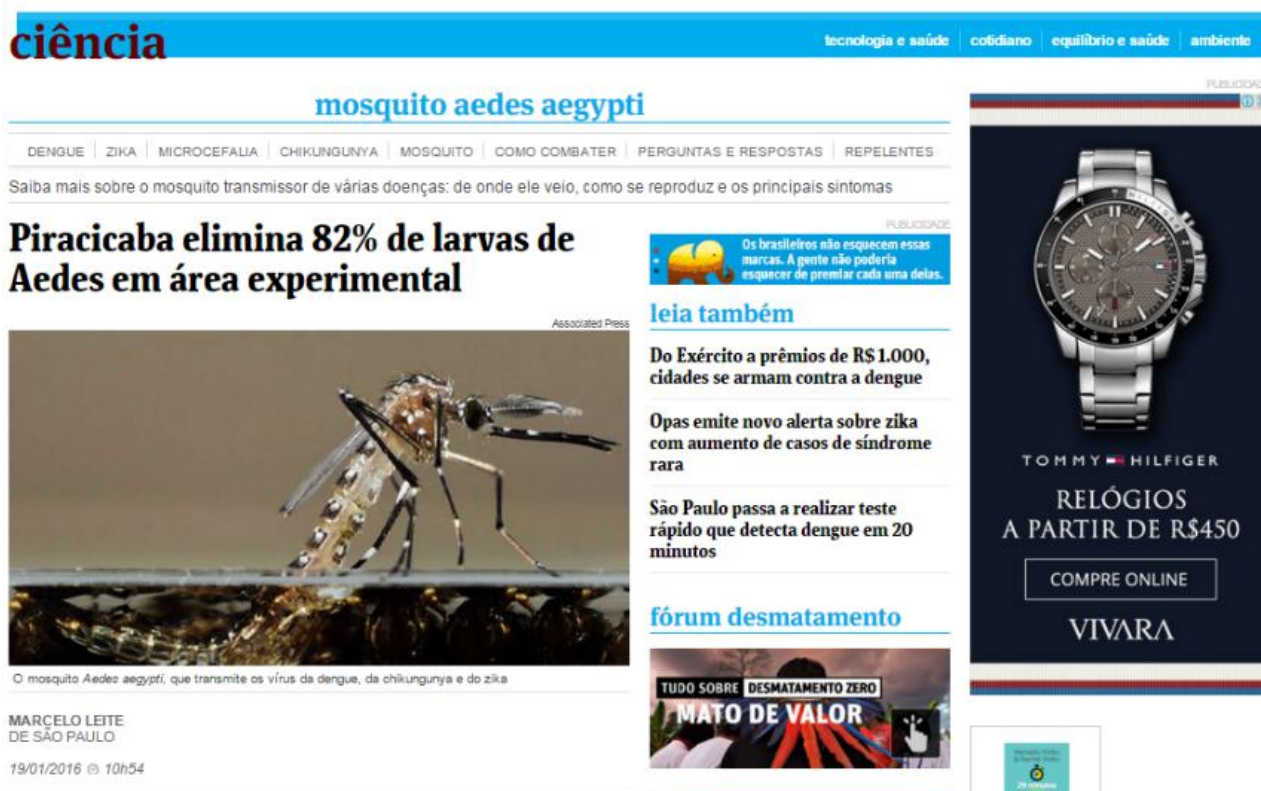 ciência
tecnologia e saúde cotidiano equilíbrio e saúde ambiente
mosquito aedes aegypti
DENGUE ZIKA MICROCEFALIA CHIKUNGUNYA MOSQUITO COMO COMBATER PERGUNTAS E RESPOSTAS REPELENTES
Saiba mais sobre o mosquito transmissor de várias doenças: de onde ele veio, como se reproduz e os principais sintomas
Piracicaba elimina 82% de larvas de
Aedes em área experimental
Associated Press
O mosquito Aedes aegypti, que transmite os vírus da dengue, da chikungunya e do zika
MARCELO LEITE
DE SÃO PAULO
19/01/2016 10h54
PUBLICIDADE
Os brasileiros não esquecem essas
marcas. A gente não poderia
esquecer de premiar cada uma delas.
leia também
Do Exército a prêmios de R$ 1.000,
cidades se armam contra a dengue
Opas emite novo alerta sobre zika
com aumento de casos de síndrome
rara
São Paulo passa a realizar teste
rápido que detecta dengue em 20
minutos
fórum desmatamento
TUDO SOBRE DESMATAMENTO ZERO
MATO DE VALOR
PUBLICIDAD
TOMMY HILFIGER
RELÓGIOS
A PARTIR DE R$450
COMPRE ONLINE
VIVARA
29 minutos